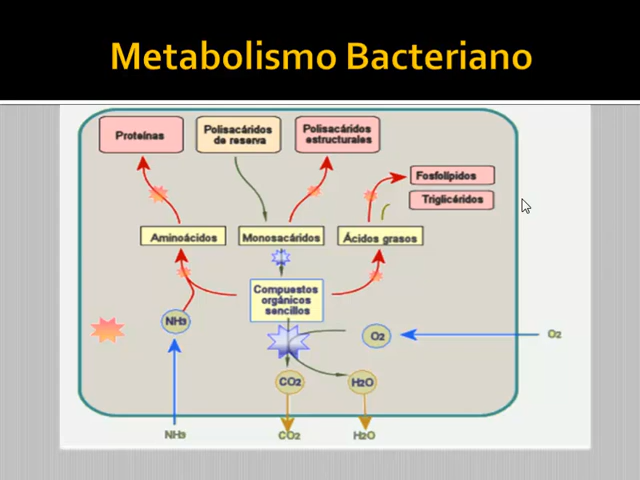 Metabolismo Bacteriano
Proteínas
Polisacáridos
de reserva
Polisacáridos
estructurales
Fosfolípidos
Triglicéridos
Aminoácidos
Monosacáridos
Ácidos grasos
Compuestos
orgánicos
sencillos
NH3
O2
O2
CO2
H2O
NH3
CO2
H2O